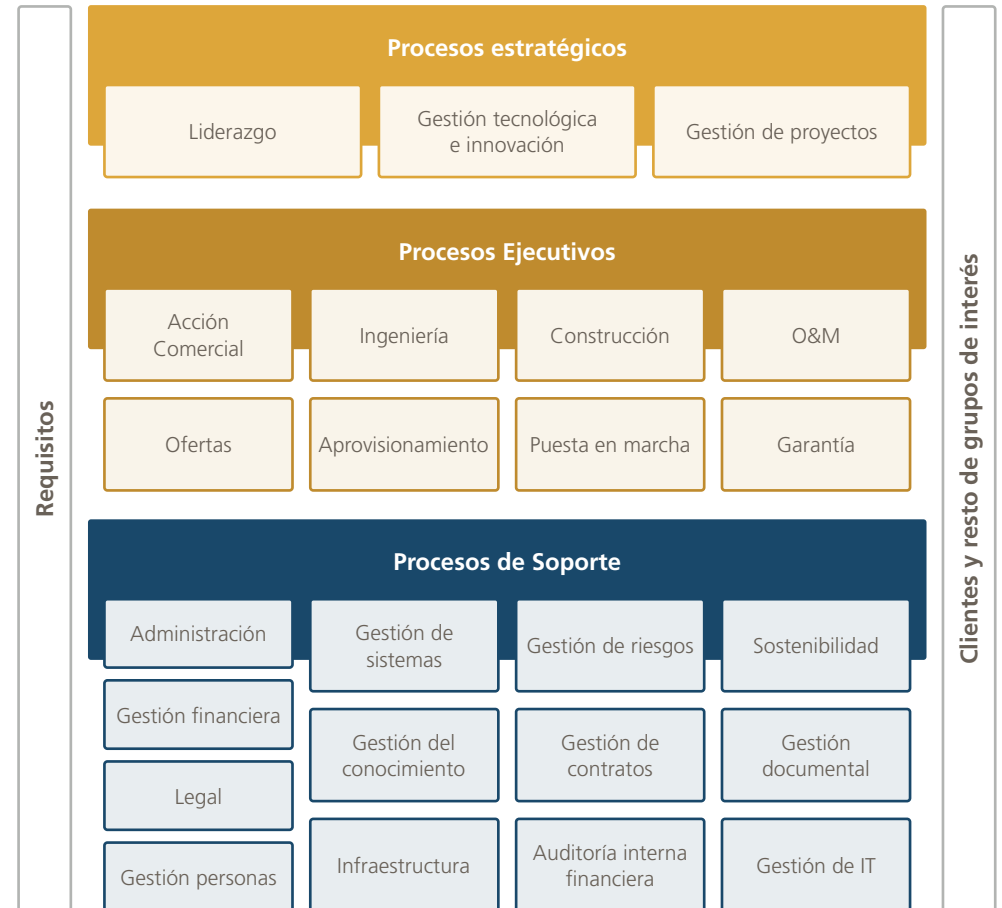 Requisitos
Procesos estratégicos
Liderazgo
Gestión tecnológica
e innovación
Gestión de proyectos
Procesos Ejecutivos
Acción
Comercial
Ingeniería
Construcción
O&M
Ofertas
Aprovisionamiento
Puesta en marcha
Garantía
Procesos de Soporte
Administración
Gestión financiera
Legal
Gestión personas
Gestión de
sistemas
Gestión del
conocimiento
Infraestructura
Gestión de riesgos
Gestión de
contratos
Auditoría interna
financiera
Sostenibilidad
Gestión
documental
Gestión de IT
Clientes y resto de grupos de interés